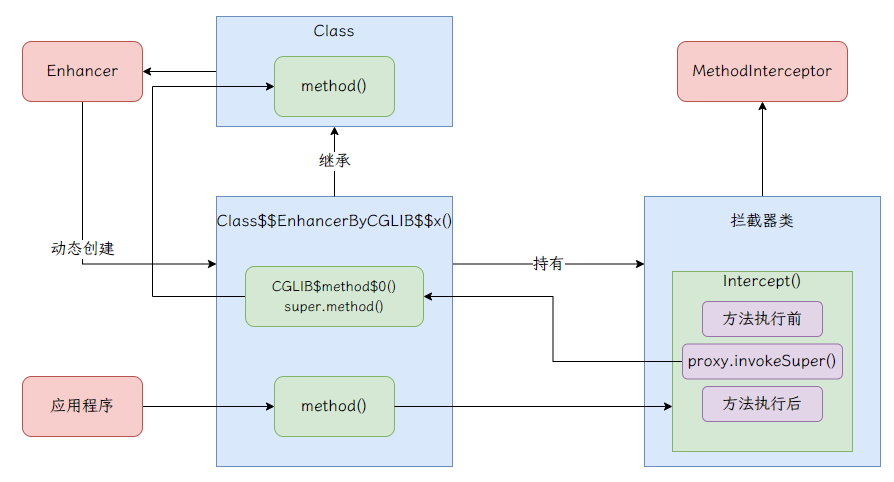 Class
Enhancer
method()
MethodInterceptor
继承
Class$$EnhancerByCGLIB$$x()
拦截器类
动态创建
持有
CGLIB$method$0()
super.method()
Intercept()
方法执行前
proxy.invokeSuper()
方法执行后
应用程序
method()